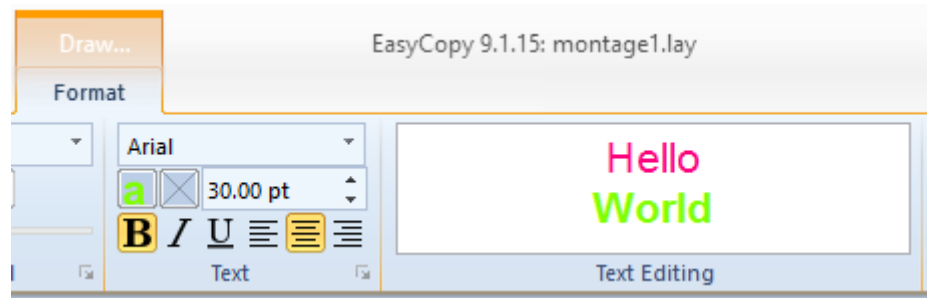 Draw...
EasyCopy 9.1.15: montage1.lay
Format
Arial
a
30.00 pt
B I U
Text
Hello
World
Text Editing